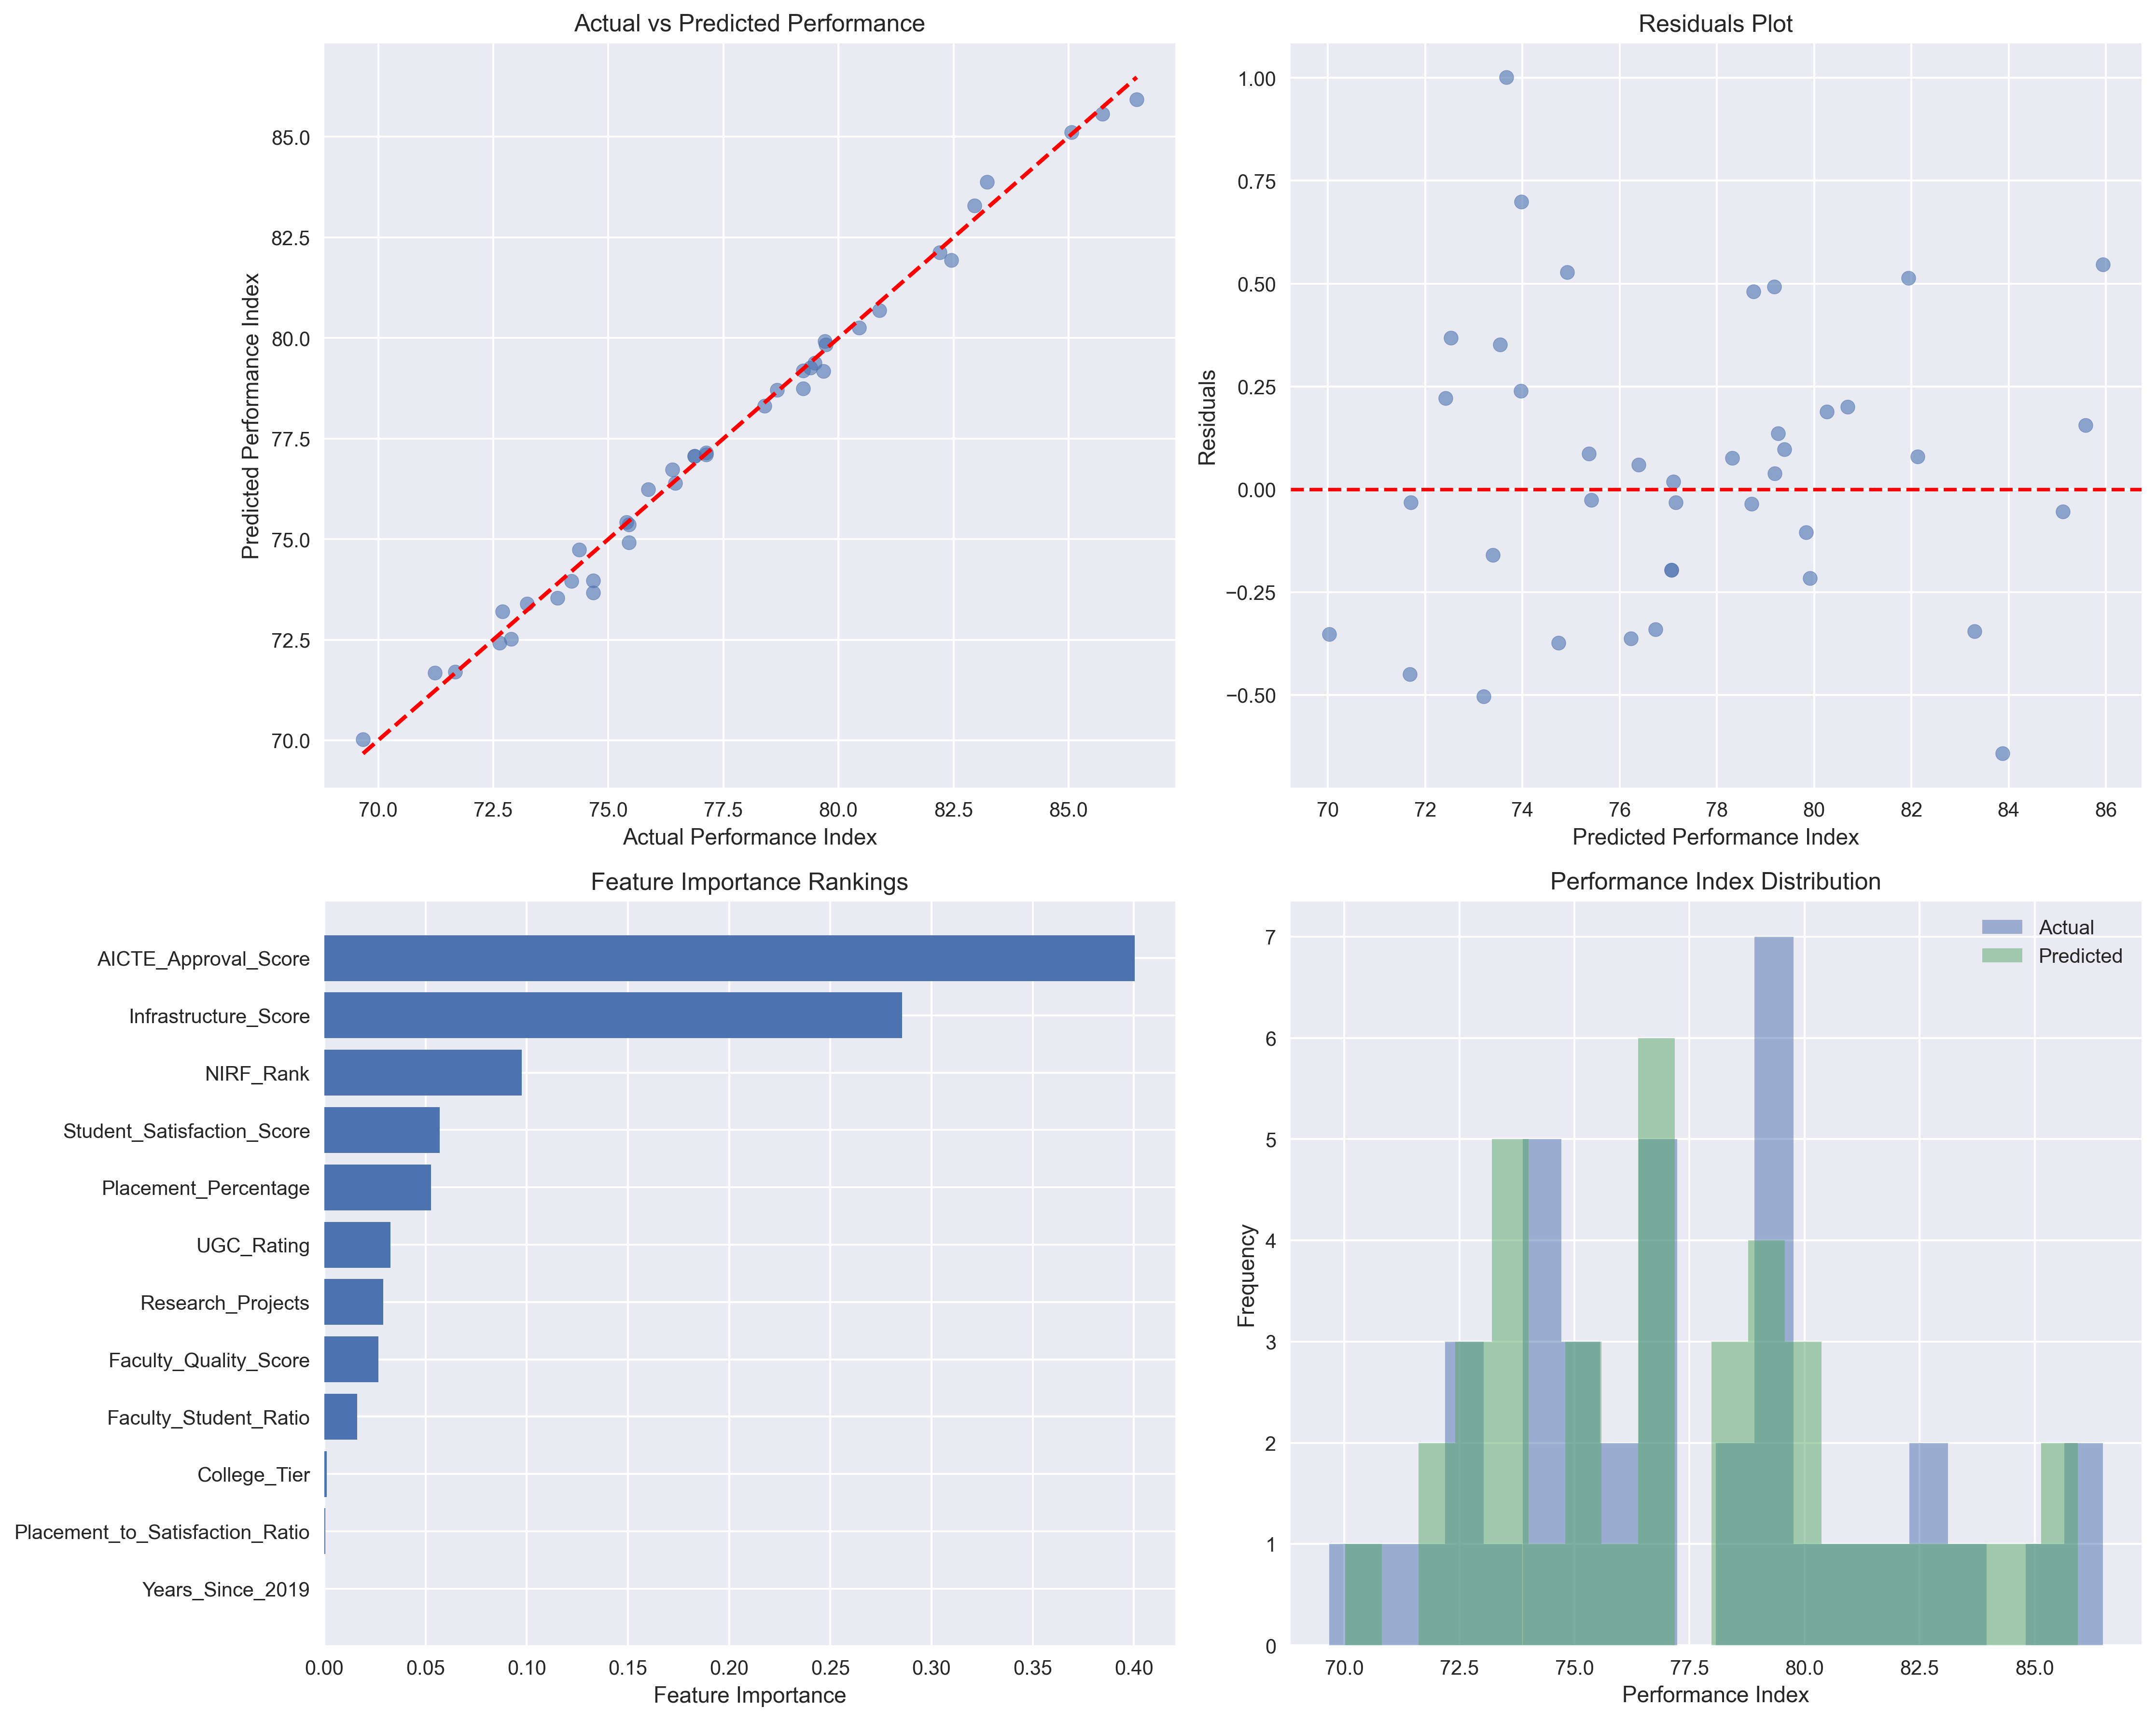 Actual vs Predicted Performance
85.0
82.5
80.0
77.5
75.0
72.5
70.0
Predicted Performance Index
70.0 72.5 75.0 77.5 80.0 82.5 85.0
Actual Performance Index
Residuals Plot
1.00
0.75
0.50
0.25
0.00
−0.25
−0.50
Residuals
70 72 74 76 78 80 82 84 86
Predicted Performance Index
Feature Importance Rankings
AICTE_Approval_Score
Infrastructure_Score
NIRF_Rank
Student_Satisfaction_Score
Placement_Percentage
UGC_Rating
Research_Projects
Faculty_Quality_Score
Faculty_Student_Ratio
College_Tier
Placement_to_Satisfaction_Ratio
Years_Since_2019
0.00 0.05 0.10 0.15 0.20 0.25 0.30 0.35 0.40
Feature Importance
Performance Index Distribution
Actual
Predicted
7
6
5
4
3
2
1
0
Frequency
70.0 72.5 75.0 77.5 80.0 82.5 85.0
Performance Index